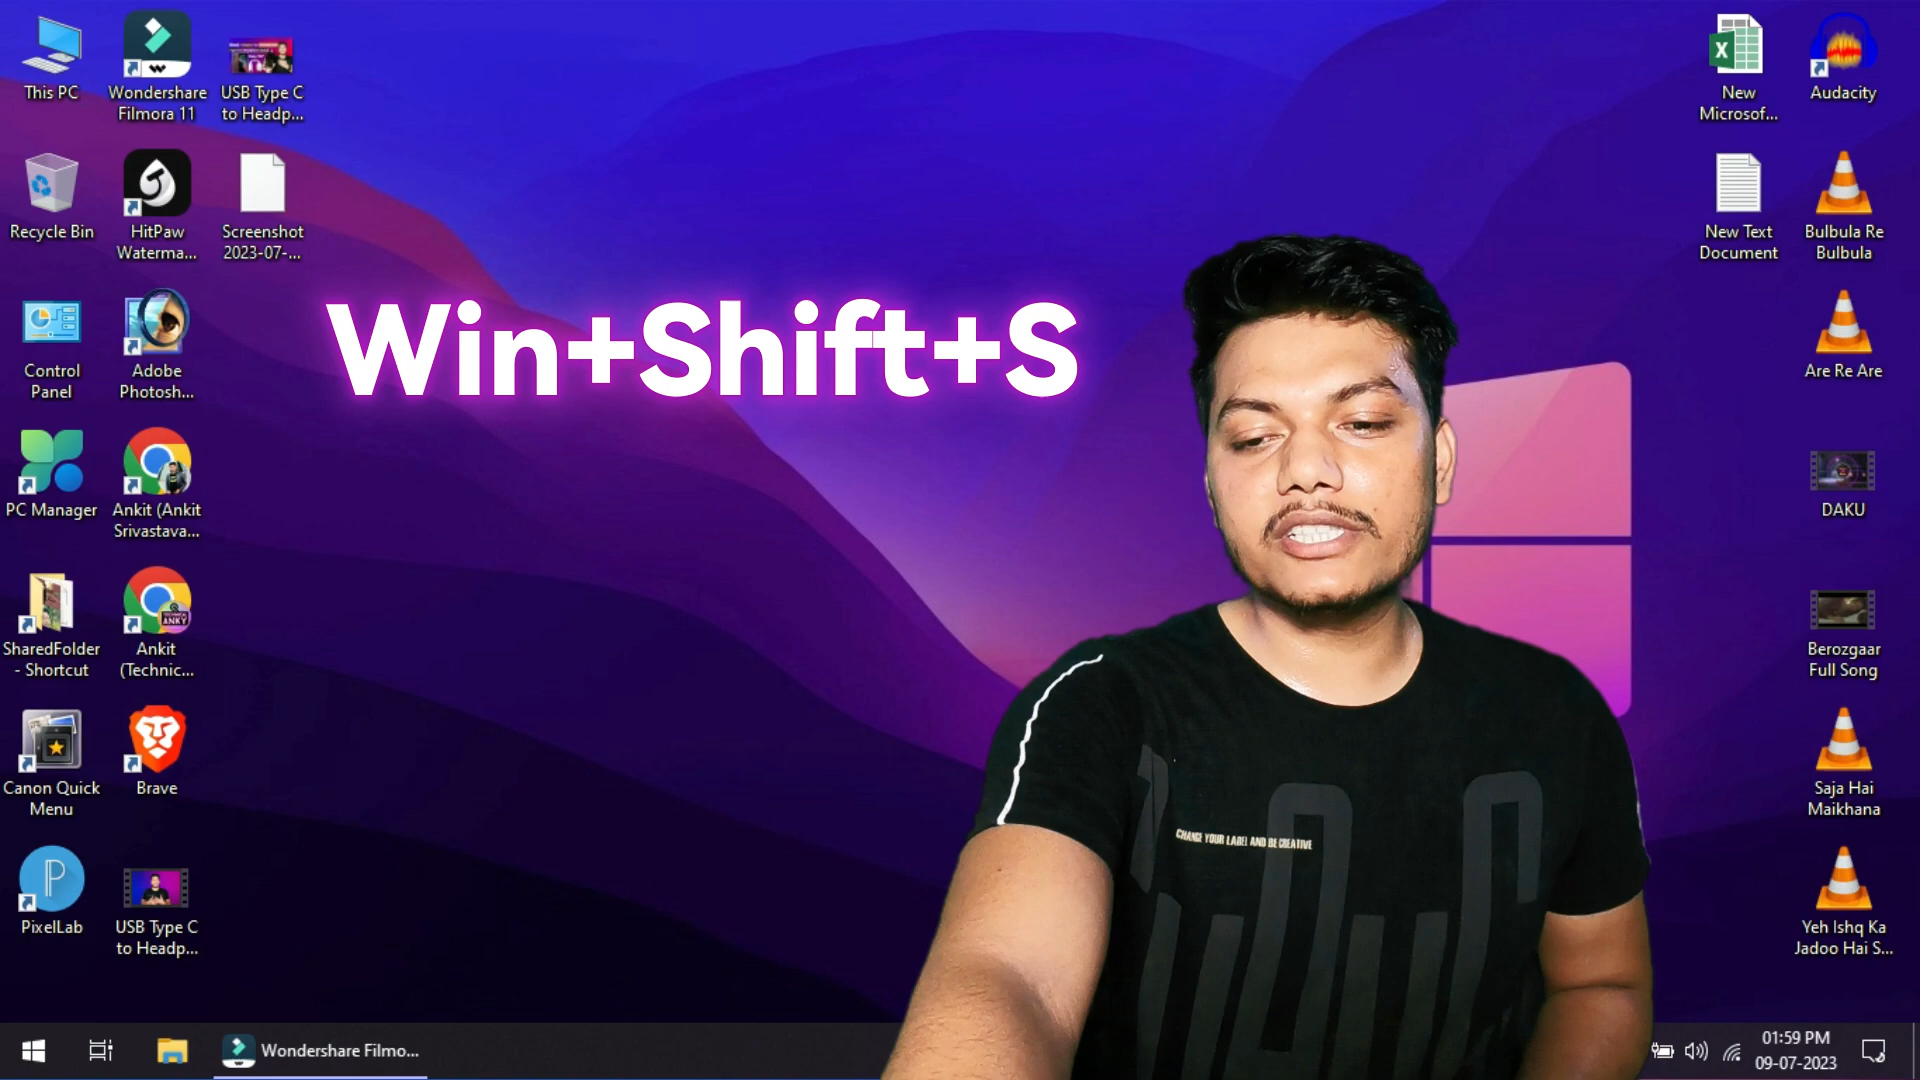 This PC
Wondershare
Filmora 11
USB Type C
to Headp...
New
Microsof...
Audacity
Recycle Bin
HitPaw
Waterma...
Screenshot
2023-07-...
New Text
Document
Bulbula Re
Bulbula
Win+Shift+S
Control
Panel
Adobe
Photosh...
Are Re Are
PC Manager
Ankit (Ankit
Srivastava...
DAKU
SharedFolder
- Shortcut
Ankit
(Technic...
Berozgaar
Full Song
Canon Quick
Menu
Brave
Saja Hai
Maikhana
CHANGE YOUR LABEL AND BE CREATIVE
PixelLab
USB Type C
to Headp...
Yeh Ishq Ka
Jadoo Hai S...
Wondershare Filmo...
01:59 PM
09-07-2023